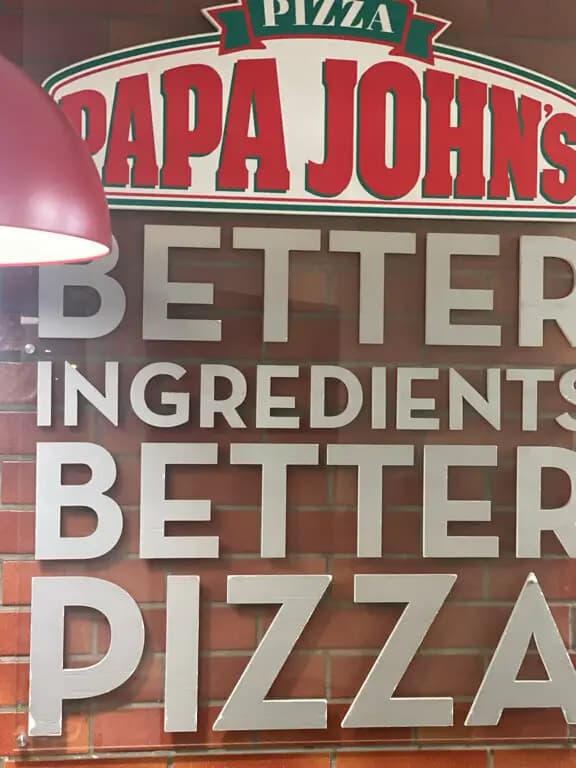 PIZZA
PAPA JOHN'S
BETTER
INGREDIENTS
BETTER
PIZZA